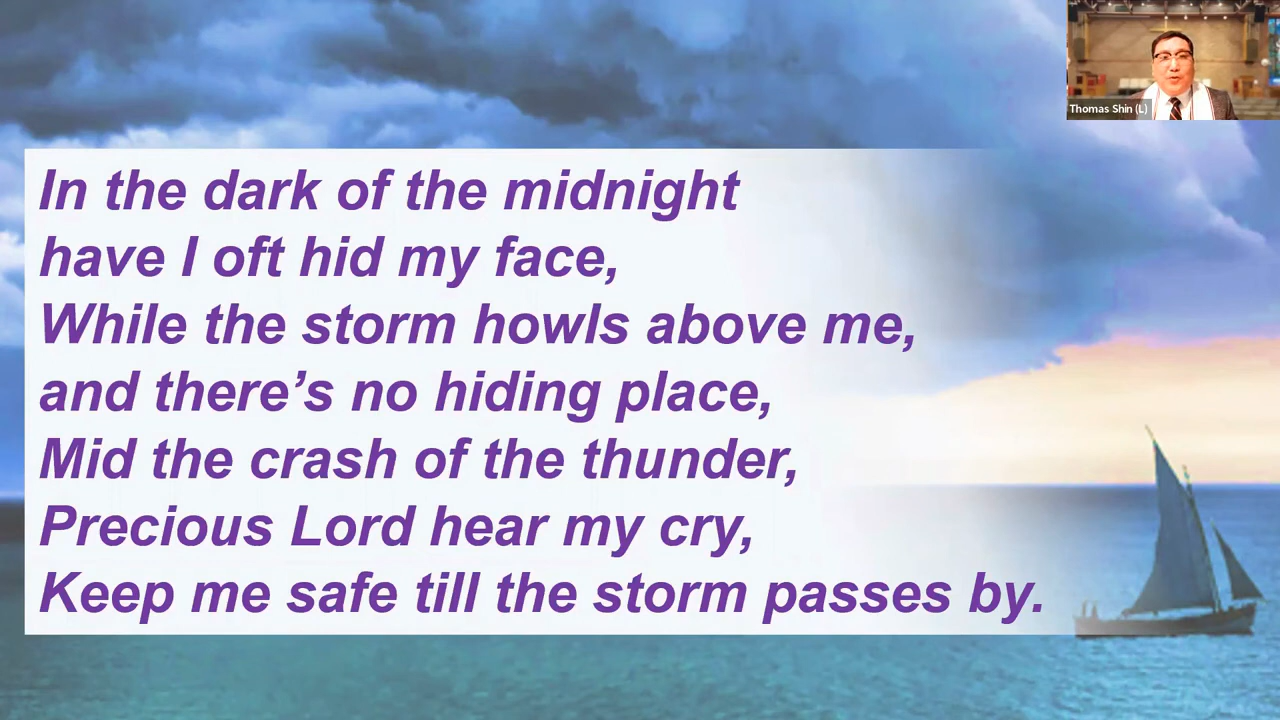 Thomas Shin (L)
In the dark of the midnight
have I oft hid my face,
While the storm howls above me,
and there’s no hiding place,
Mid the crash of the thunder,
Precious Lord hear my cry,
Keep me safe till the storm passes by.